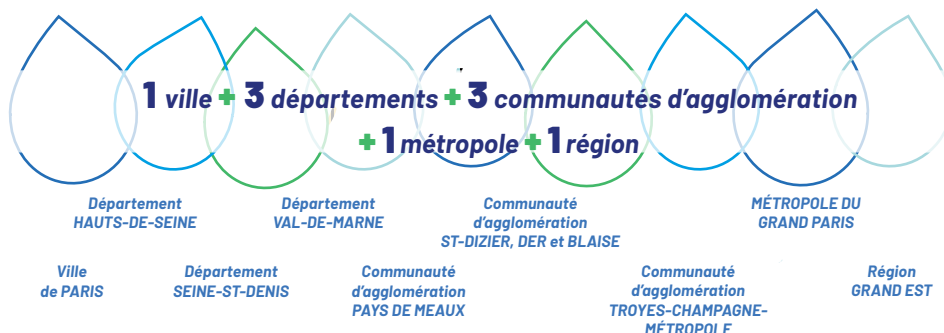 1 ville + 3 départements + 3 communautés d'agglomération
+ 1 métropole + 1 région
Département
HAUTS-DE-SEINE
Département
VAL-DE-MARNE
Communauté
d'agglomération
ST-DIZIER, DER et BLAISE
MÉTROPOLE DU
GRAND PARIS
Ville
de PARIS
Département
SEINE-ST-DENIS
Communauté
d'agglomération
PAYS DE MEAUX
Communauté
d'agglomération
TROYES-CHAMPAGNE-
MÉTROPOLE
Région
GRAND EST